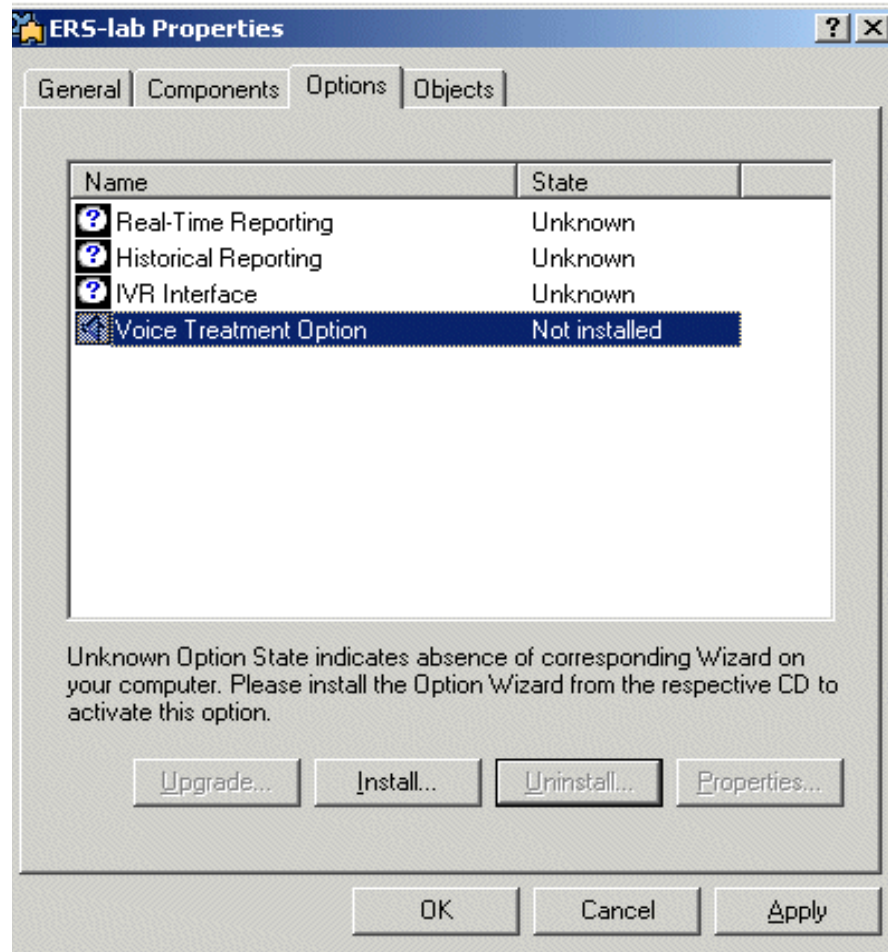 ERS-lab Properties
General Components Options Objects
Name State
Real-Time Reporting Unknown
Historical Reporting Unknown
IVR Interface Unknown
Voice Treatment Option Not installed
Unknown Option State indicates absence of corresponding Wizard on
your computer. Please install the Option Wizard from the respective CD to
activate this option.
Upgrade... Install... Uninstall... Properties...
OK Cancel Apply